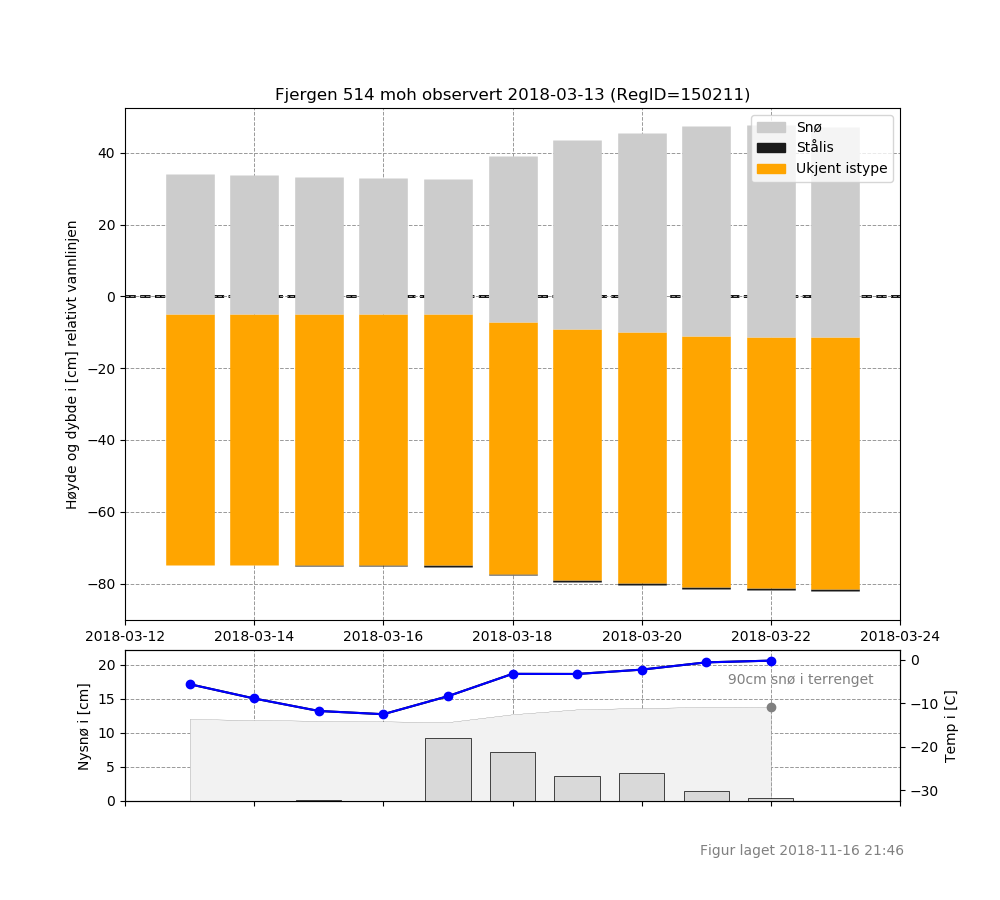 Fjergen 514 moh observert 2018-03-13 (RegID=150211)
Snø
Stålis
Ukjent istype
Høyde og dybde i [cm] relativt vannlinjen
40
20
0
−20
−40
−60
−80
2018-03-12 2018-03-14 2018-03-16 2018-03-18 2018-03-20 2018-03-22 2018-03-24
Nysnø i [cm]
20
15
10
5
0
90cm snø i terrenget
0
−10
−20
−30
Temp i [C]
Figur laget 2018-11-16 21:46